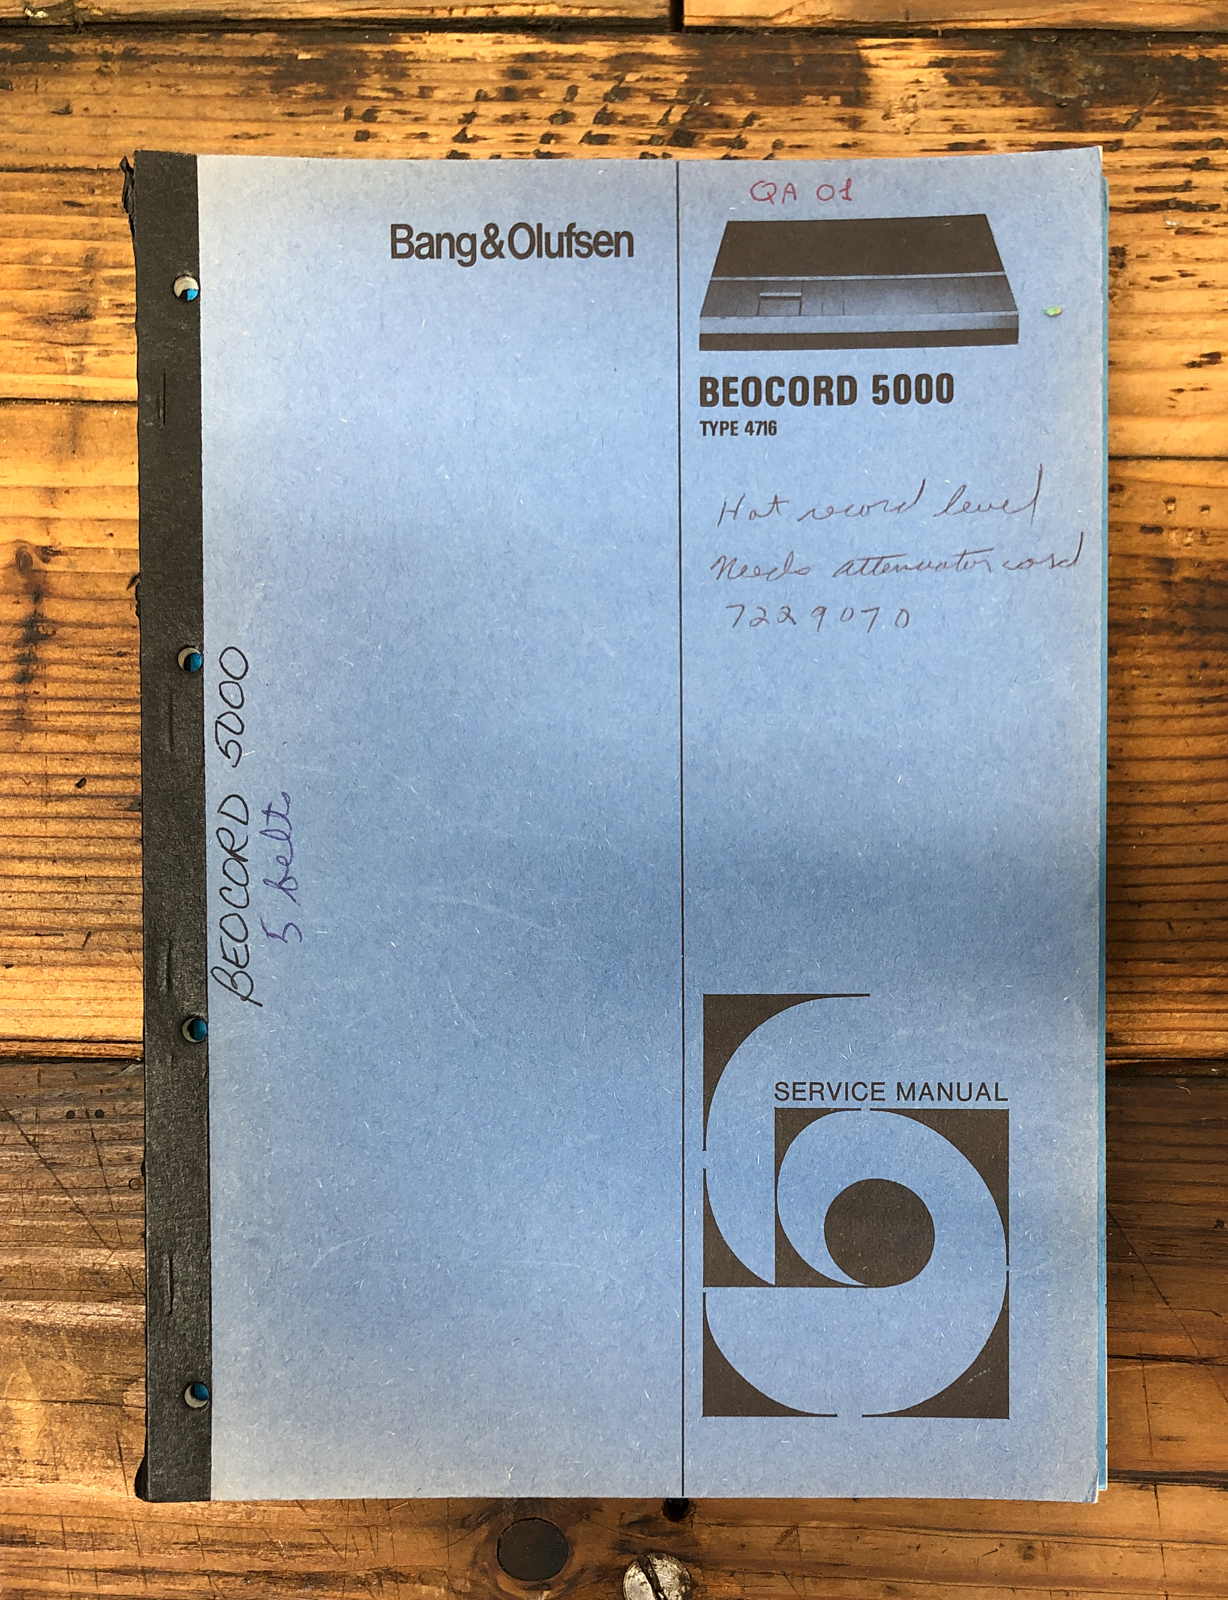 Bang&Olufsen
QA 01
BEOCORD 5000
TYPE 4716
Hot record level
Needs attenuator cord
7229070
BEOCORD 5000
5 belts
SERVICE MANUAL